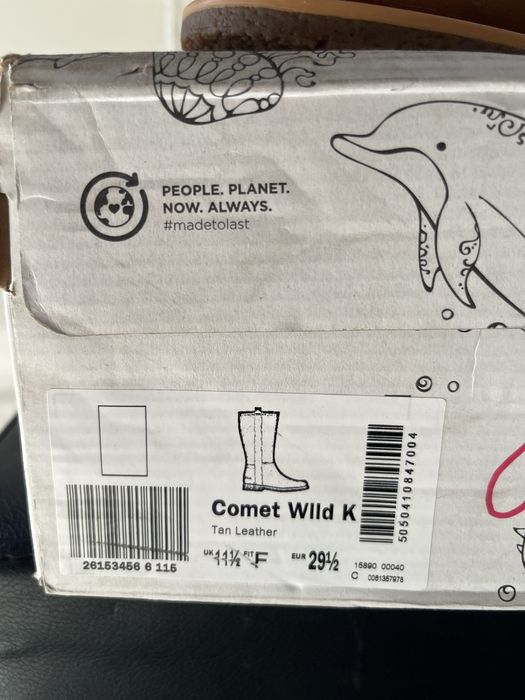 PEOPLE. PLANET.
NOW. ALWAYS.
#madetolast
Comet Wild K
Tan Leather
UK 11½ FIT F EUR 29½
26153456 6 115
5050410847004
15890 00040
C 0081357978